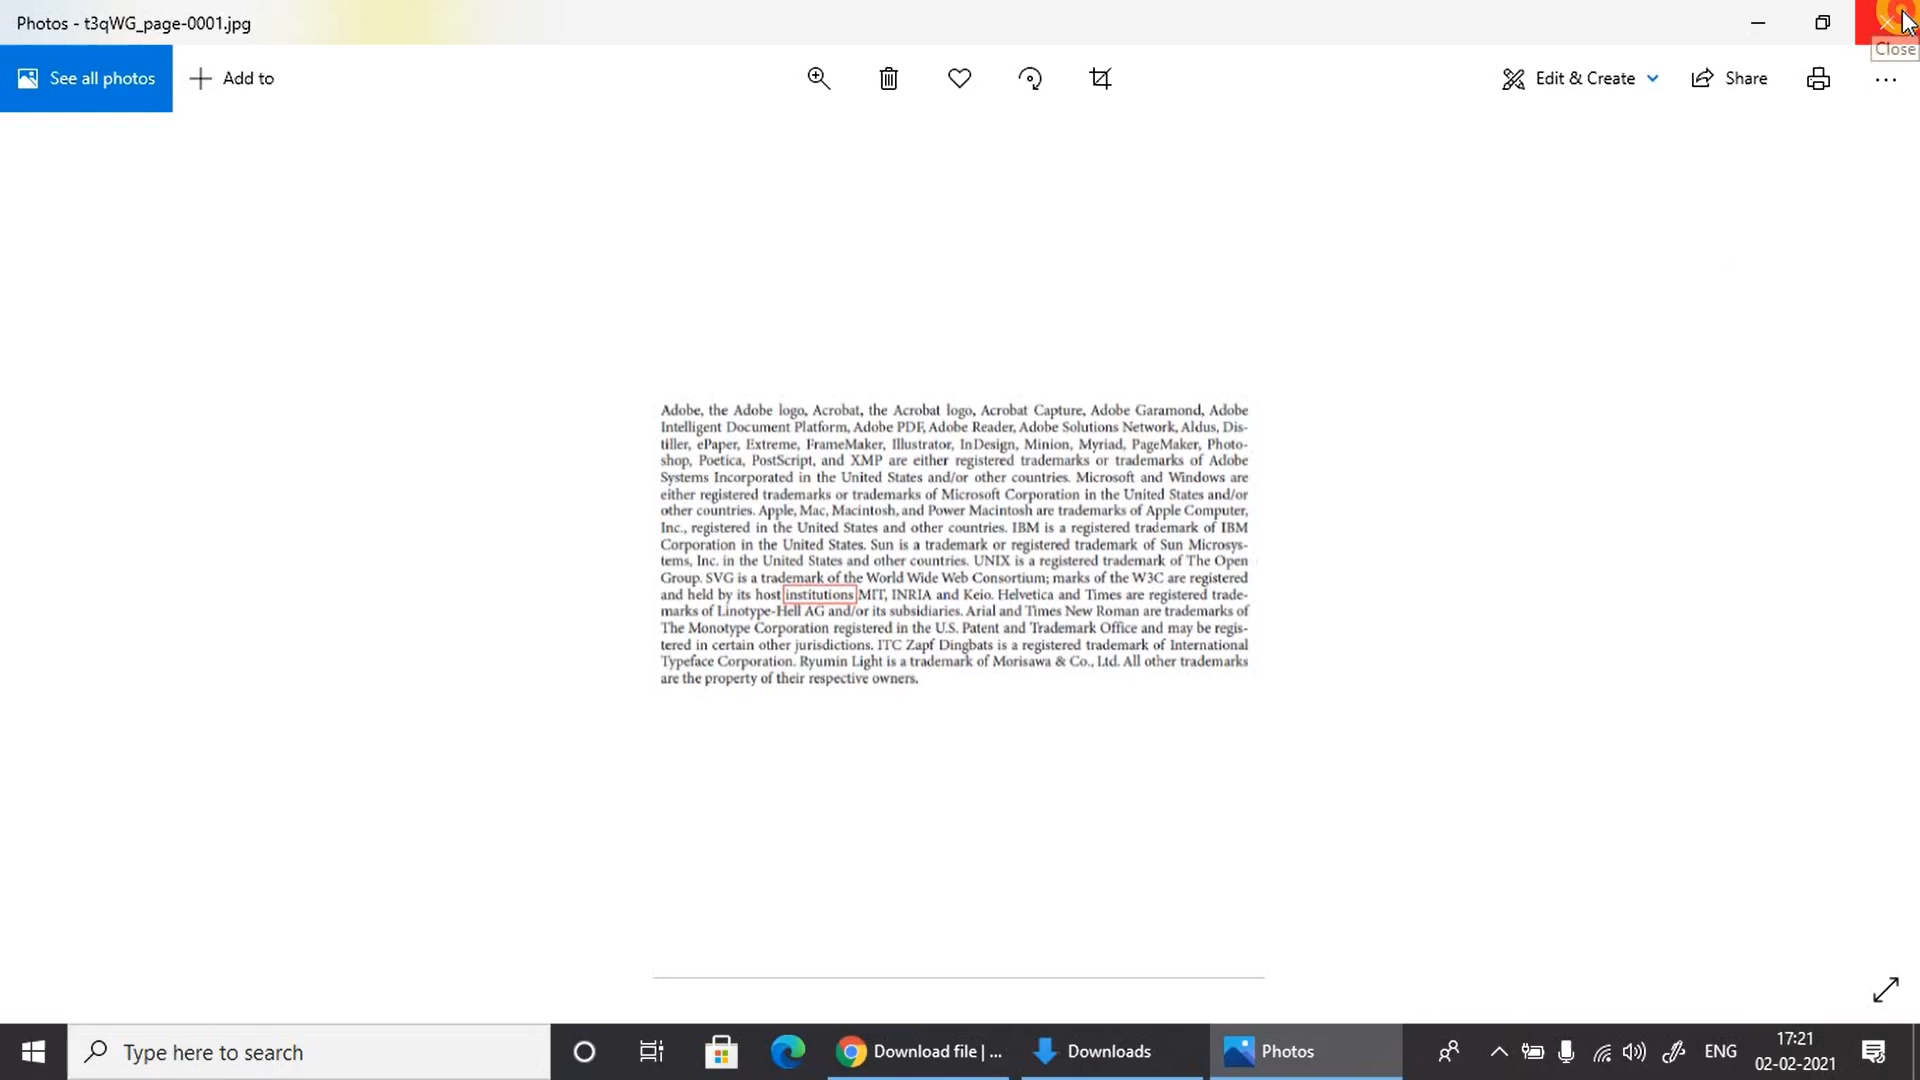 Photos - t3qWG_page-0001.jpg
Close
See all photos
Add to
Edit & Create
Share
Adobe, the Adobe logo, Acrobat, the Acrobat logo, Acrobat Capture, Adobe Garamond, Adobe
Intelligent Document Platform, Adobe PDF, Adobe Reader, Adobe Solutions Network, Aldus, Dis-
tiller, ePaper, Extreme, FrameMaker, Illustrator, InDesign, Minion, Myriad, PageMaker, Photo-
shop, Poetica, PostScript, and XMP are either registered trademarks or trademarks of Adobe
Systems Incorporated in the United States and/or other countries. Microsoft and Windows are
either registered trademarks or trademarks of Microsoft Corporation in the United States and/or
other countries. Apple, Mac, Macintosh, and Power Macintosh are trademarks of Apple Computer,
Inc., registered in the United States and other countries. IBM is a registered trademark of IBM
Corporation in the United States. Sun is a trademark or registered trademark of Sun Microsys-
tems, Inc. in the United States and other countries. UNIX is a registered trademark of The Open
Group. SVG is a trademark of the World Wide Web Consortium; marks of the W3C are registered
and held by its host institutions MIT, INRIA and Keio. Helvetica and Times are registered trade-
marks of Linotype-Hell AG and/or its subsidiaries. Arial and Times New Roman are trademarks of
The Monotype Corporation registered in the U.S. Patent and Trademark Office and may be regis-
tered in certain other jurisdictions. ITC Zapf Dingbats is a registered trademark of International
Typeface Corporation. Ryumin Light is a trademark of Morisawa & Co., Ltd. All other trademarks
are the property of their respective owners.
Type here to search
Download file | ...
Downloads
Photos
ENG
17:21
02-02-2021